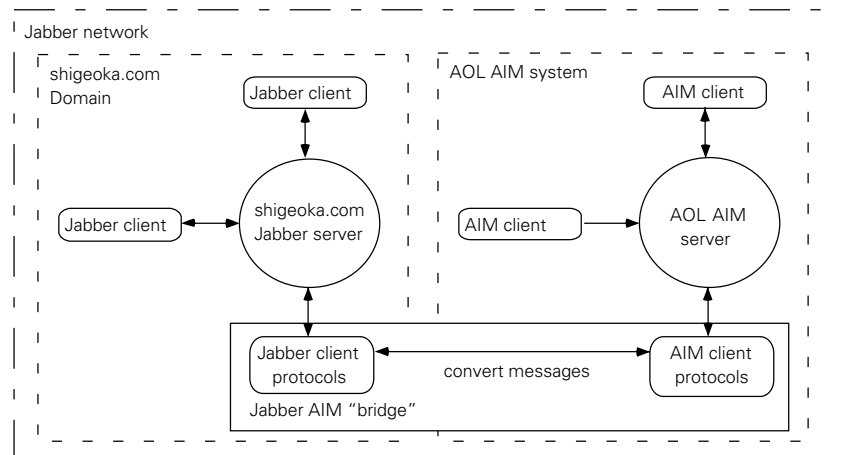 Jabber network
shigeoka.com
Domain
Jabber client
Jabber client
shigeoka.com
Jabber server
AOL AIM system
AIM client
AIM client
AOL AIM
server
Jabber client
protocols
convert messages
AIM client
protocols
Jabber AIM “bridge”